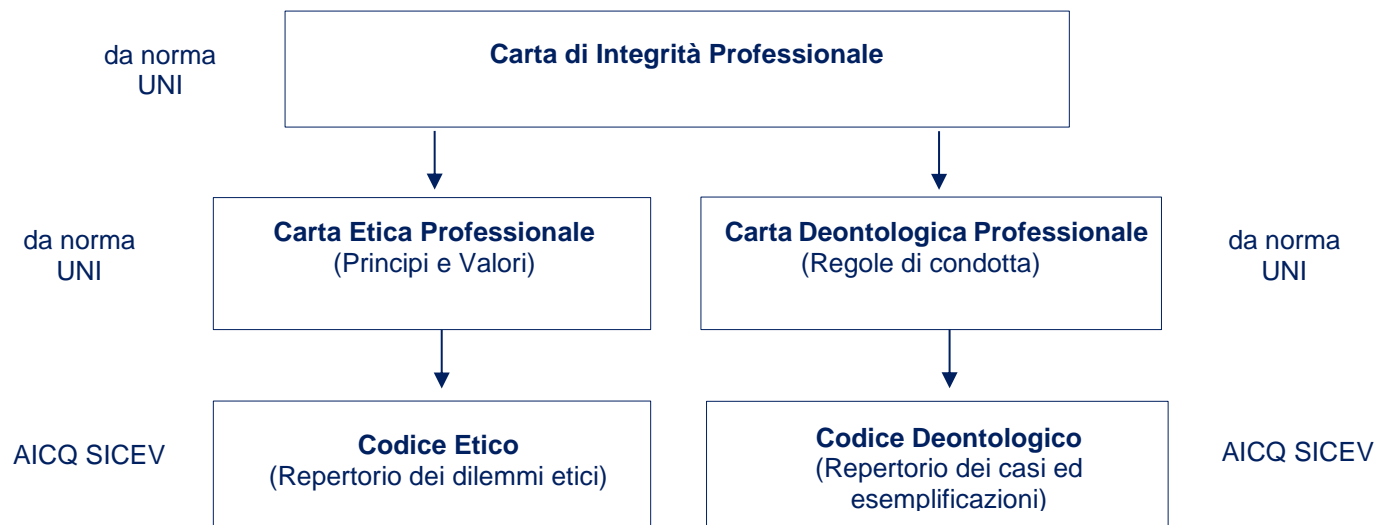 da norma
UNI
Carta di Integrità Professionale
da norma
UNI
Carta Etica Professionale
(Principi e Valori)
Carta Deontologica Professionale
(Regole di condotta)
da norma
UNI
AICQ SICEV
Codice Etico
(Repertorio dei dilemmi etici)
Codice Deontologico
(Repertorio dei casi ed
esemplificazioni)
AICQ SICEV